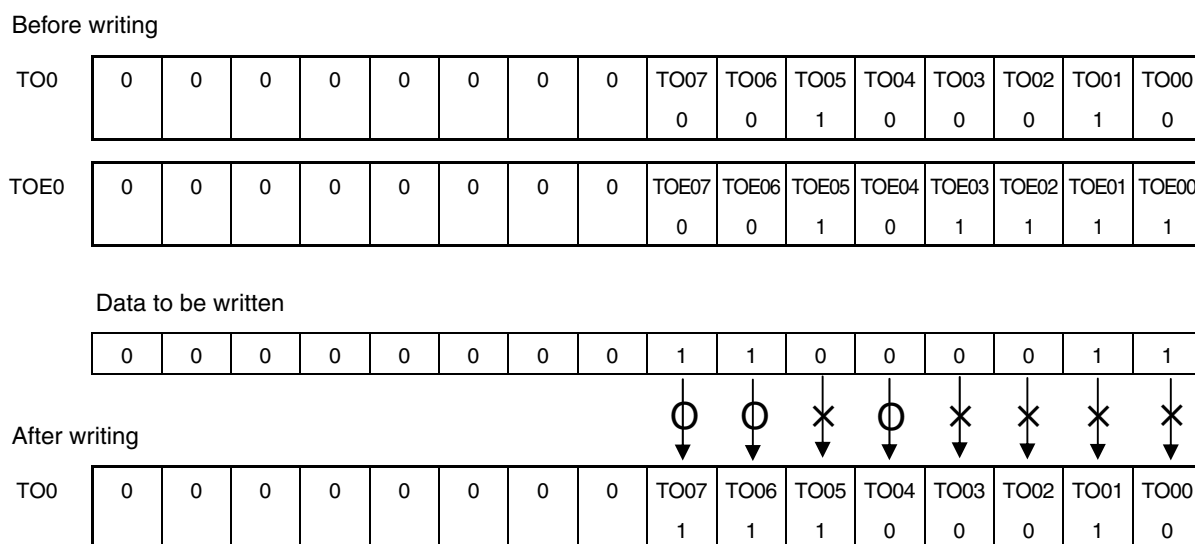 Before writing
TO0 0 0 0 0 0 0 0 0 TO07 TO06 TO05 TO04 TO03 TO02 TO01 TO00
0 0 1 0 0 0 1 0
TOE0 0 0 0 0 0 0 0 0 TOE07 TOE06 TOE05 TOE04 TOE03 TOE02 TOE01 TOE00
0 0 1 0 1 1 1 1
Data to be written
0 0 0 0 0 0 0 0 1 1 0 0 0 0 1 1
O O × O × × × ×
After writing
TO0 0 0 0 0 0 0 0 0 TO07 TO06 TO05 TO04 TO03 TO02 TO01 TO00
1 1 1 0 0 0 1 0